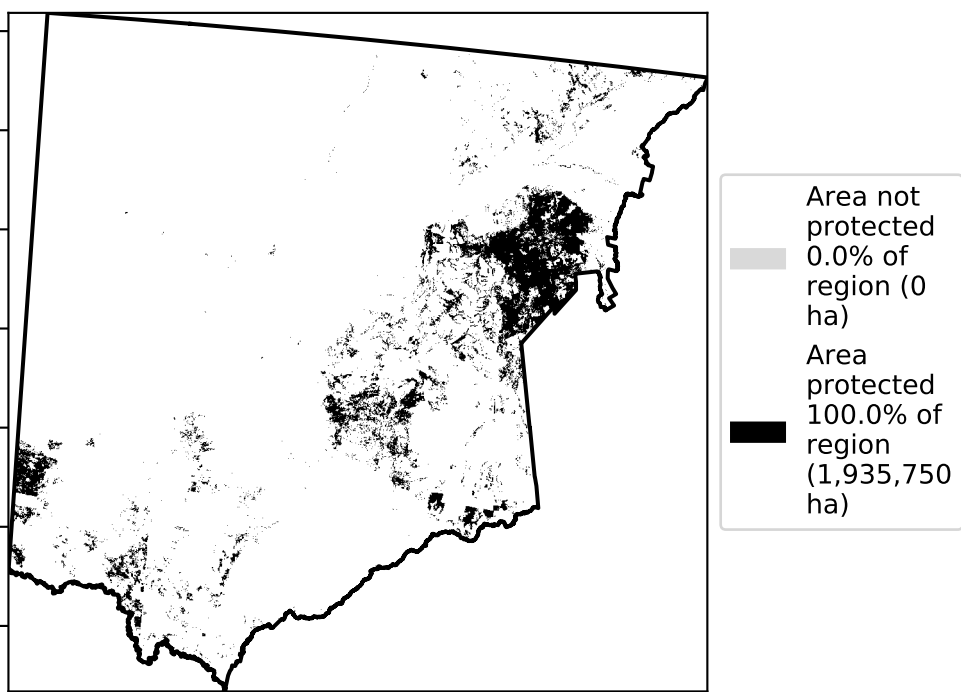 Area not
protected
0.0% of
region (0
ha)
Area
protected
100.0% of
region
(1,935,750
ha)